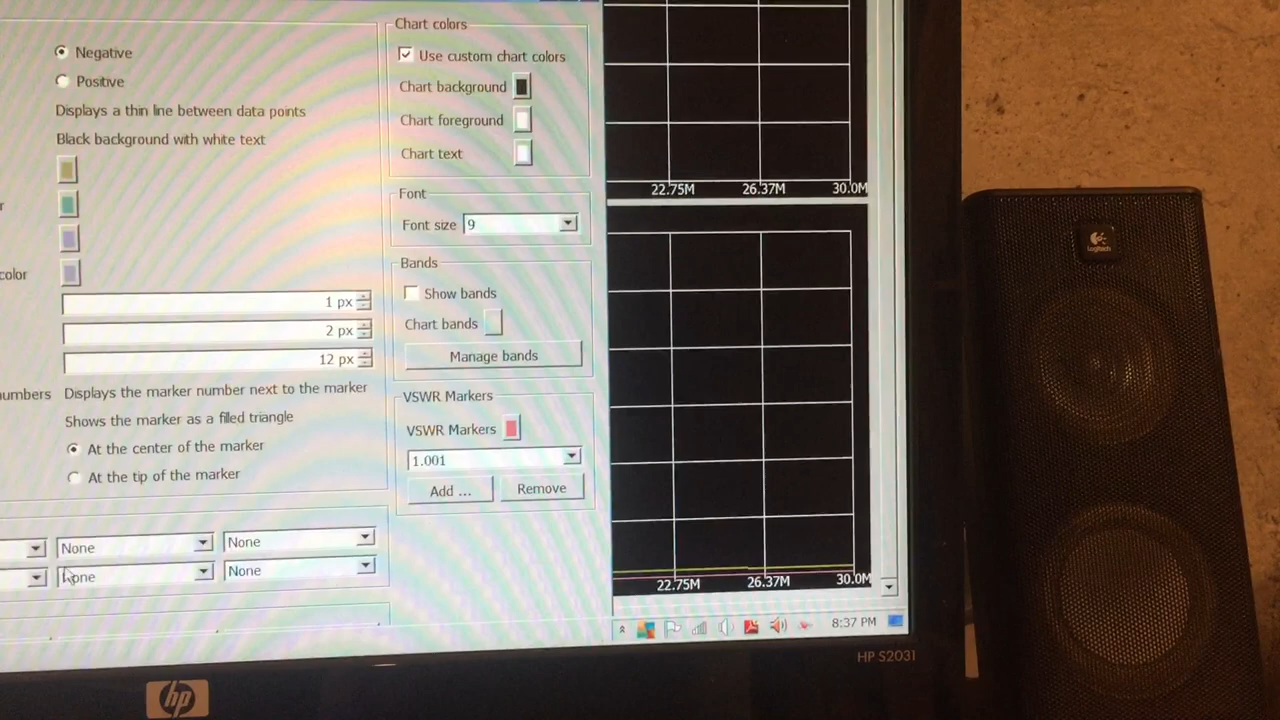 Negative
Positive
Displays a thin line between data points
Black background with white text
color
1 px
2 px
12 px
Displays the marker number next to the marker
Shows the marker as a filled triangle
At the center of the marker
At the tip of the marker
None
None
None
Chart colors
Use custom chart colors
Chart background
Chart foreground
Chart text
Font
Font size 9
Bands
Show bands
Chart bands
Manage bands
VSWR Markers
VSWR Markers
1.001
Add ... Remove
22.75M 26.37M 30.0M
22.75M 26.37M 30.0M
8:37 PM
HP S2031
hp
Logitech